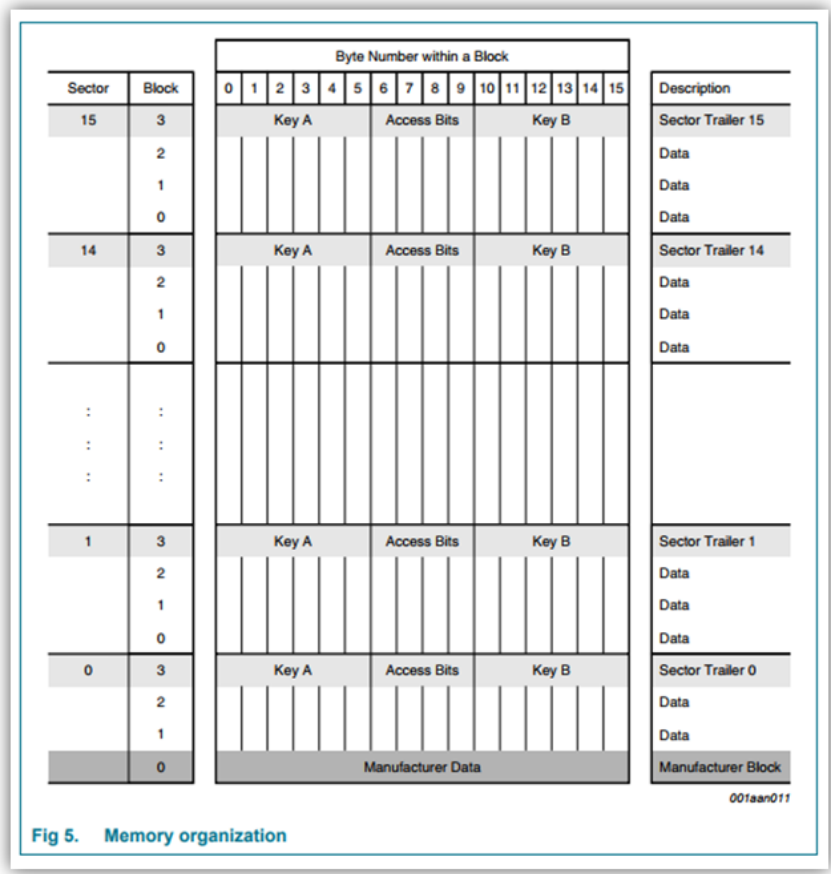 Byte Number within a Block
Sector Block 0 1 2 3 4 5 6 7 8 9 10 11 12 13 14 15 Description
15 3 Key A Access Bits Key B Sector Trailer 15
2 Data
1 Data
0 Data
14 3 Key A Access Bits Key B Sector Trailer 14
2 Data
1 Data
0 Data
: :
: :
: :
1 3 Key A Access Bits Key B Sector Trailer 1
2 Data
1 Data
0 Data
0 3 Key A Access Bits Key B Sector Trailer 0
2 Data
1 Data
0 Manufacturer Data Manufacturer Block
001aan011
Fig 5. Memory organization